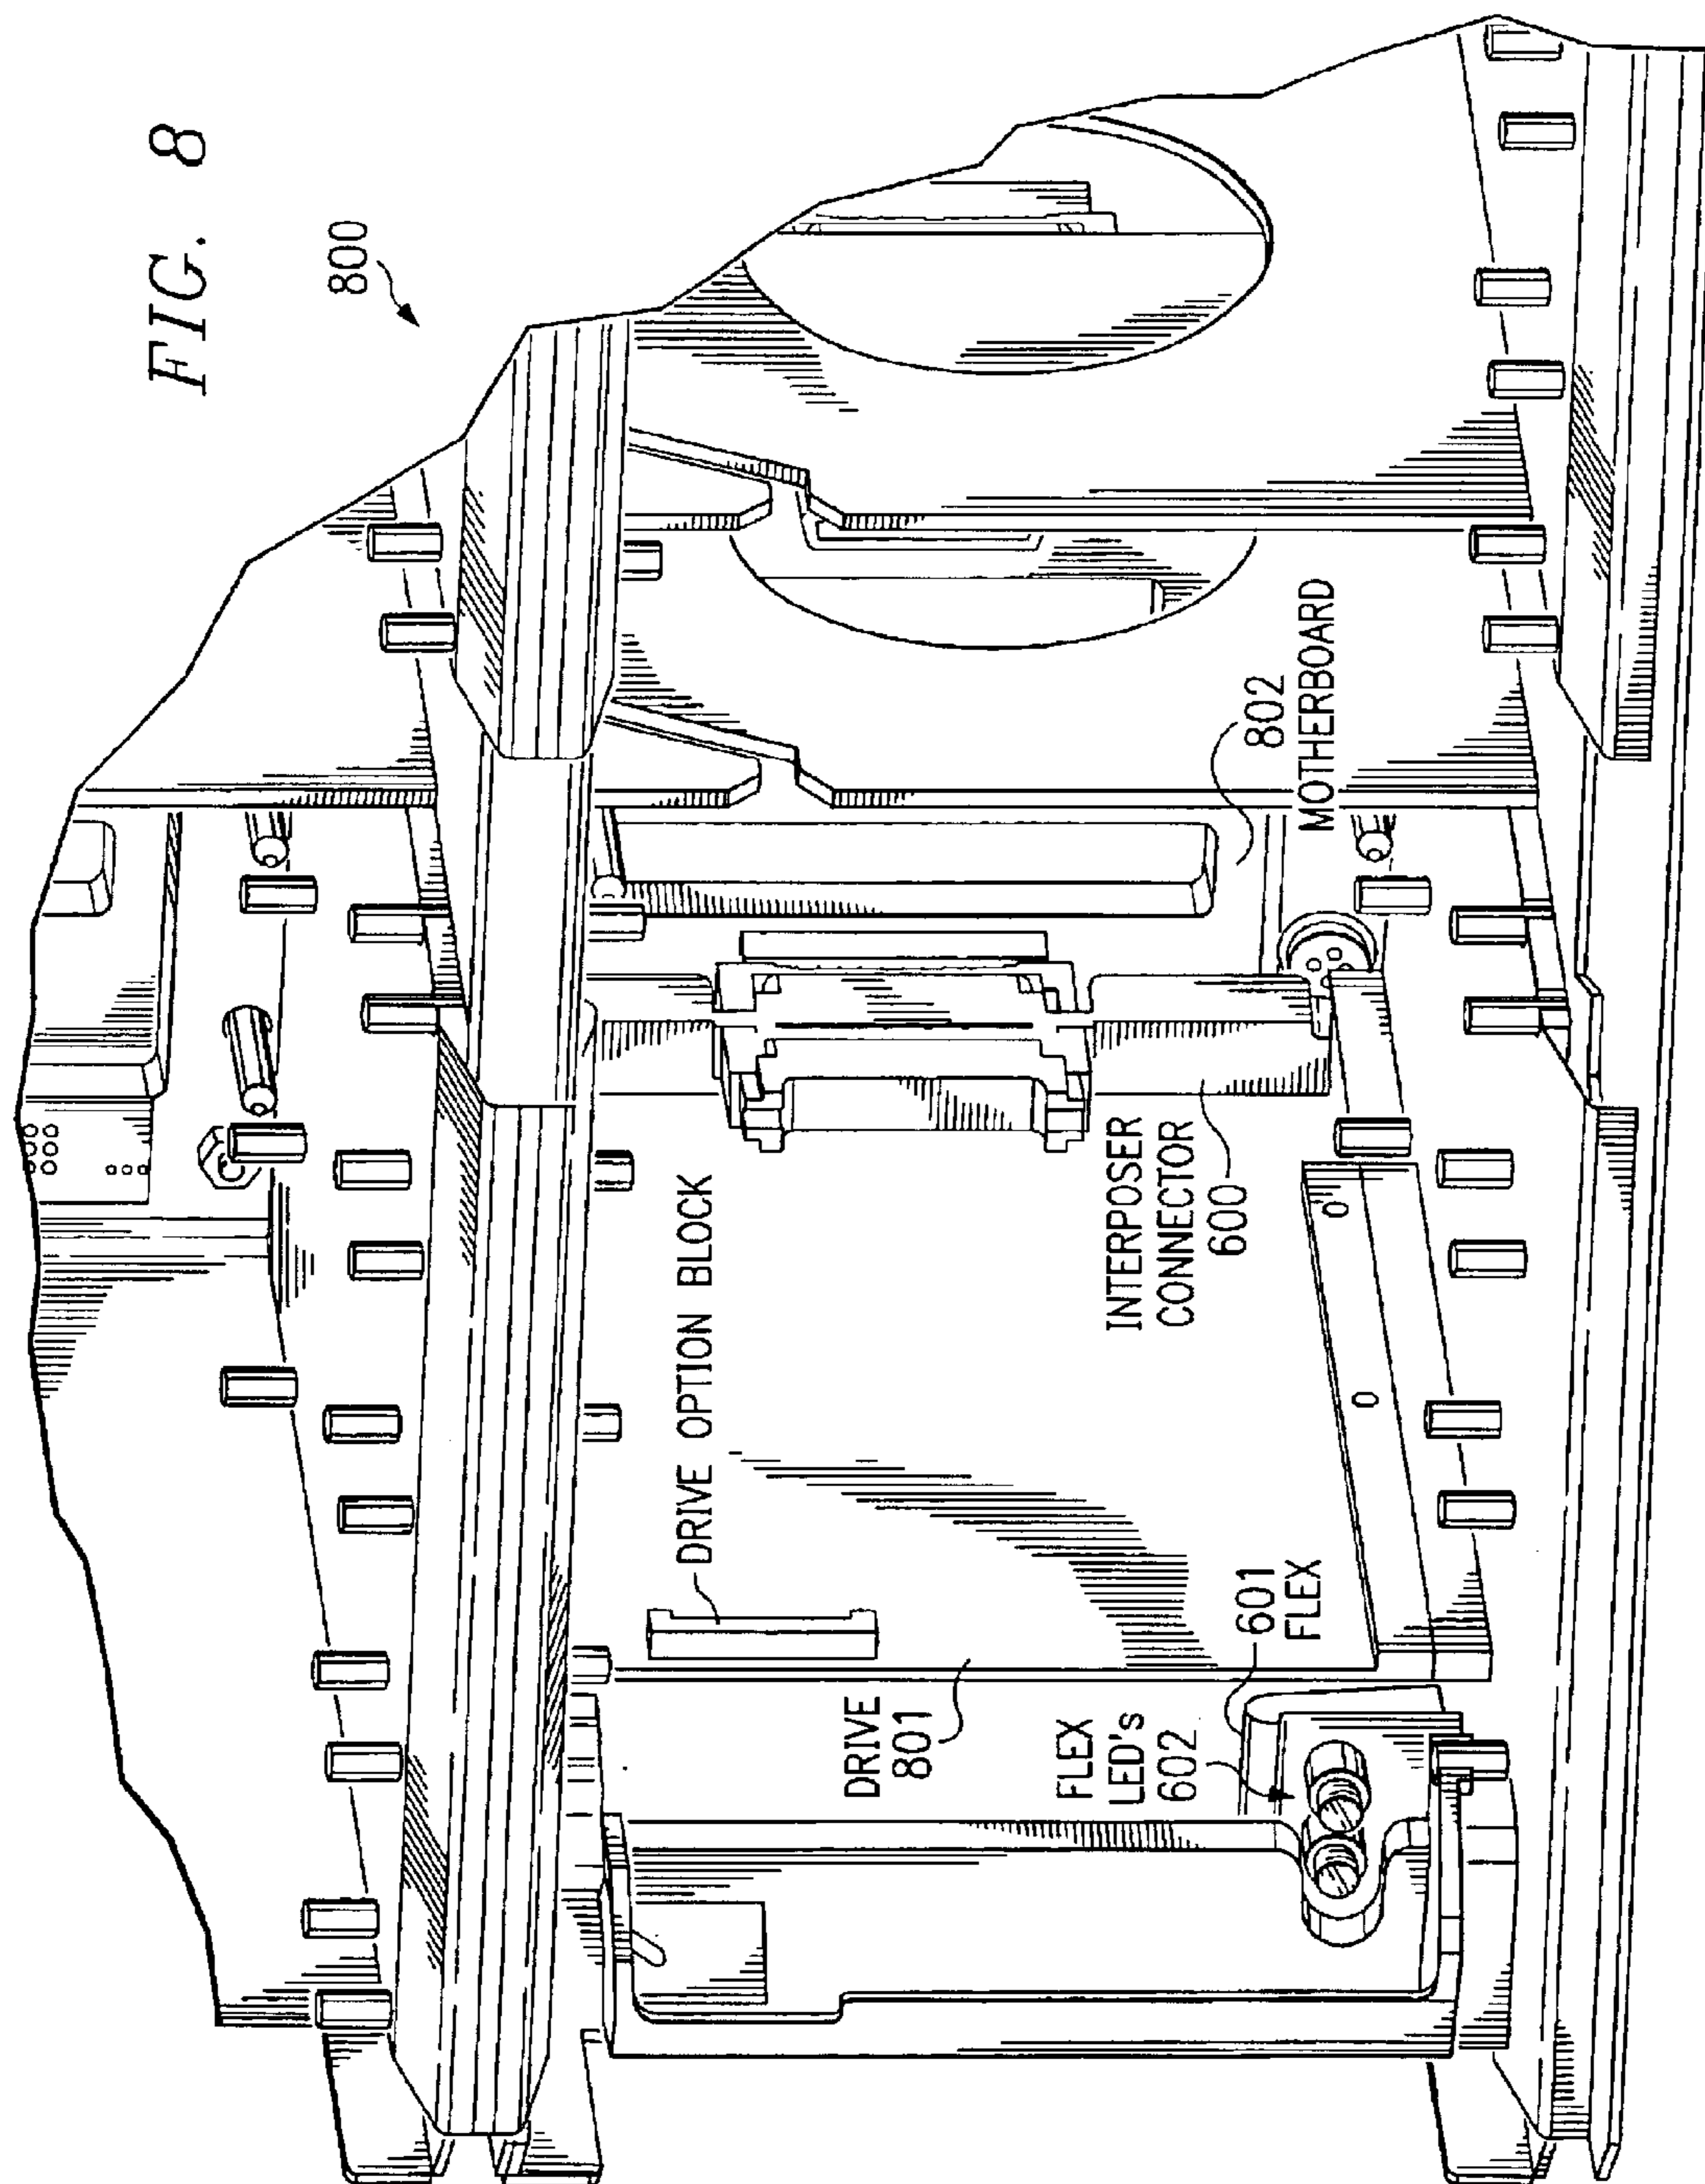 FIG. 8
800
802
MOTHERBOARD
INTERPOSER
CONNECTOR
600
DRIVE OPTION BLOCK
DRIVE
801
601
FLEX
FLEX
LED's
602